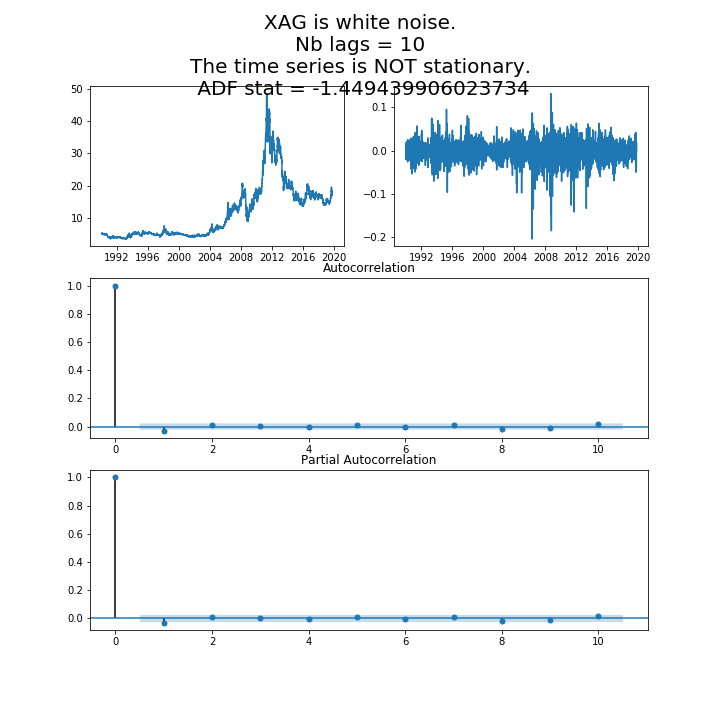 XAG is white noise.
Nb lags = 10
The time series is NOT stationary.
ADF stat = -1.449439906023734
50
40
30
20
10
1992 1996 2000 2004 2008 2012 2016 2020
0.1
0.0
−0.1
−0.2
1992 1996 2000 2004 2008 2012 2016 2020
Autocorrelation
1.0
0.8
0.6
0.4
0.2
0.0
0 2 4 6 8 10
Partial Autocorrelation
1.0
0.8
0.6
0.4
0.2
0.0
0 2 4 6 8 10